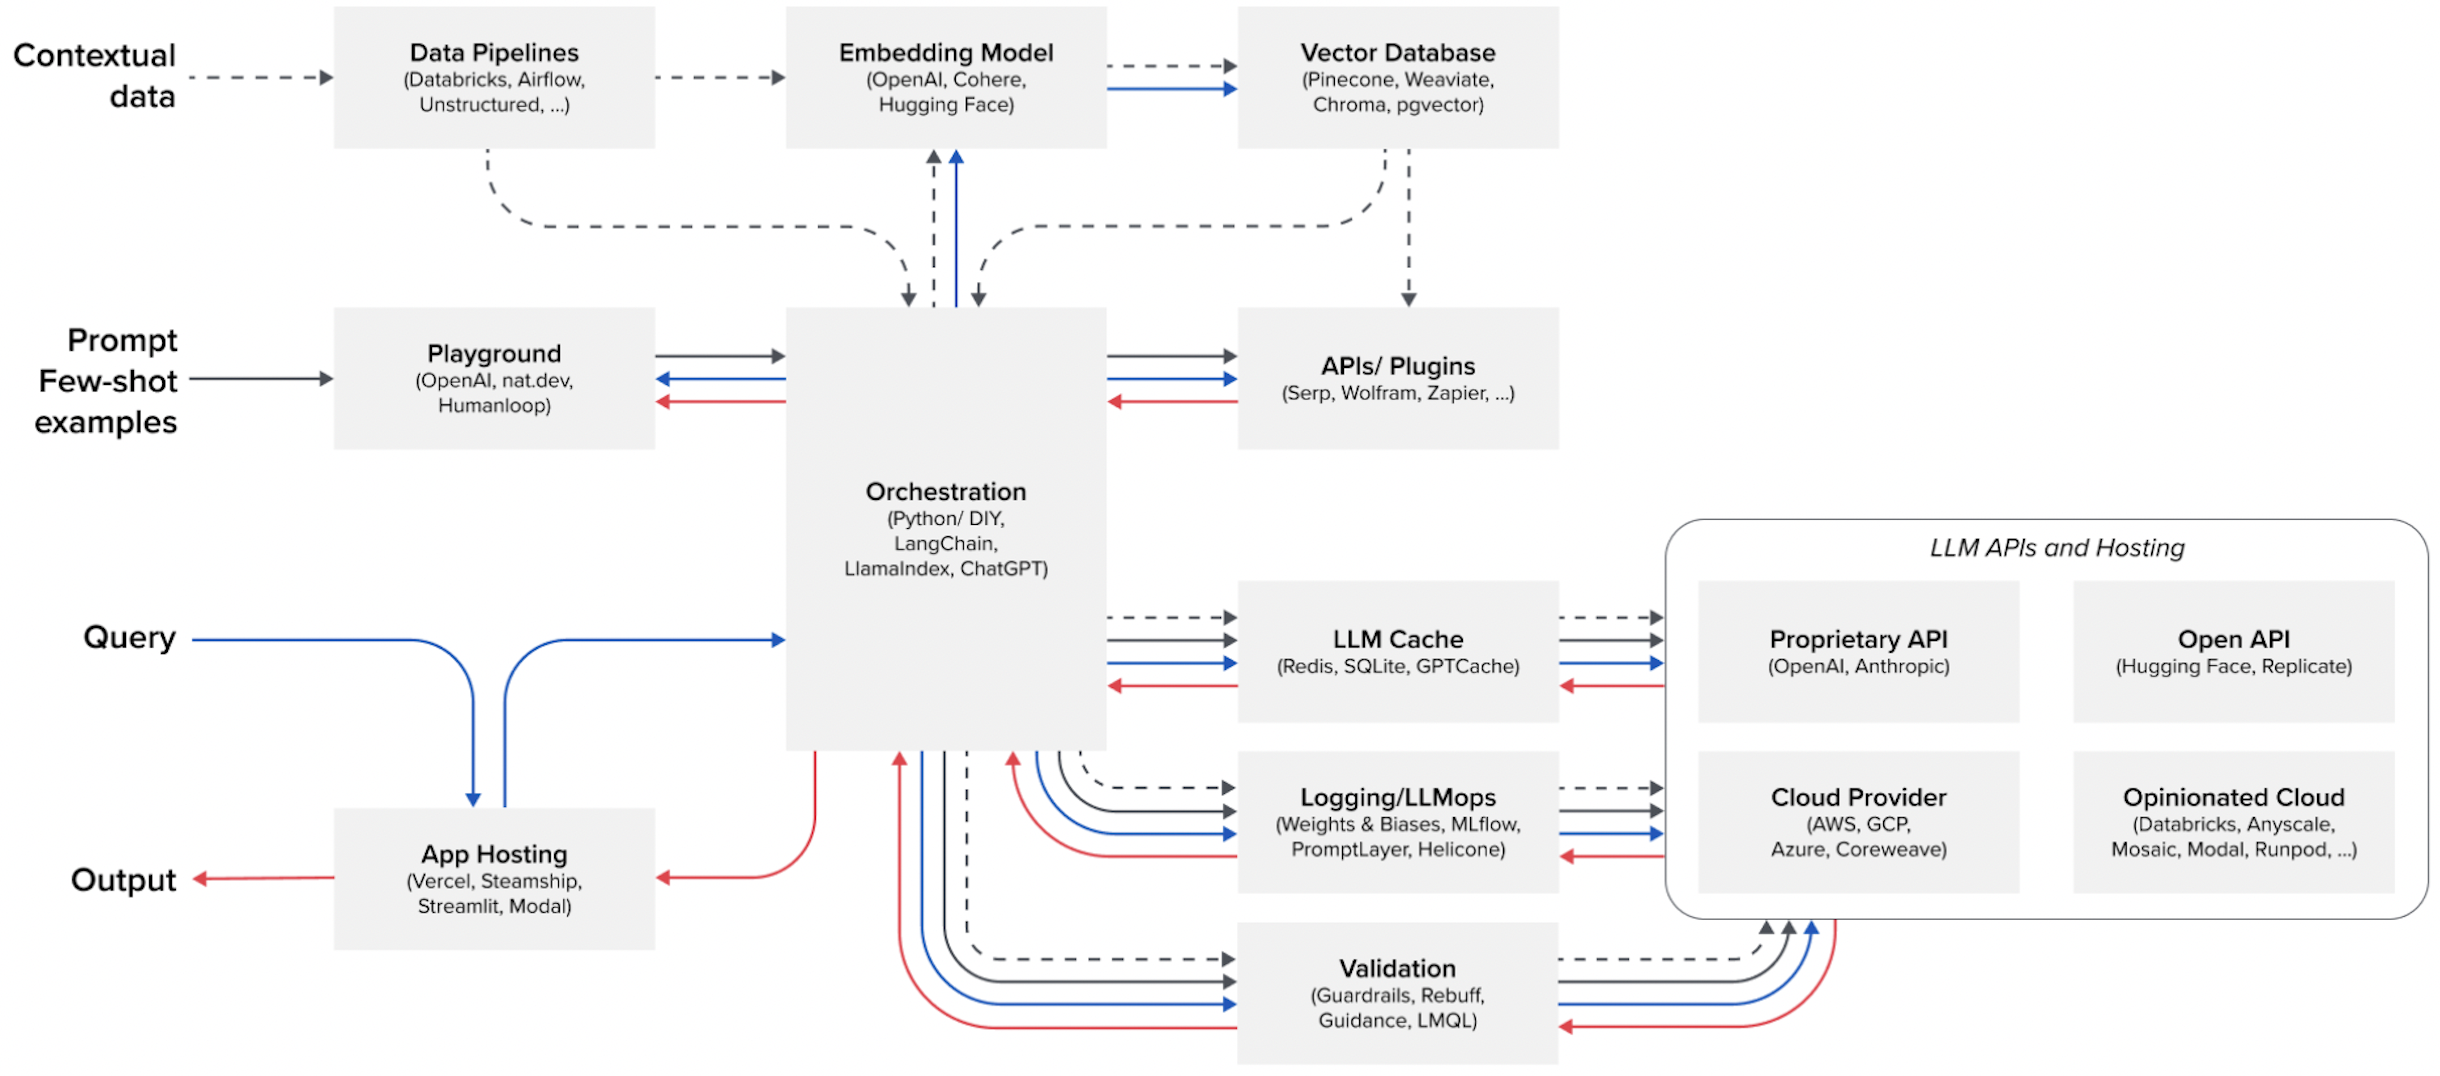 Contextual
data
Data Pipelines
(Databricks, Airflow,
Unstructured, ...)
Embedding Model
(OpenAI, Cohere,
Hugging Face)
Vector Database
(Pinecone, Weaviate,
Chroma, pgvector)
Prompt
Few-shot
examples
Playground
(OpenAI, nat.dev,
Humanloop)
Orchestration
(Python/ DIY,
LangChain,
LlamaIndex, ChatGPT)
APIs/ Plugins
(Serp, Wolfram, Zapier, ...)
Query
Output
App Hosting
(Vercel, Steamship,
Streamlit, Modal)
LLM Cache
(Redis, SQLite, GPTCache)
Logging/LLMops
(Weights & Biases, MLflow,
PromptLayer, Helicone)
Validation
(Guardrails, Rebuff,
Guidance, LMQL)
LLM APIs and Hosting
Proprietary API
(OpenAI, Anthropic)
Open API
(Hugging Face, Replicate)
Cloud Provider
(AWS, GCP,
Azure, Coreweave)
Opinionated Cloud
(Databricks, Anyscale,
Mosaic, Modal, Runpod, ...)